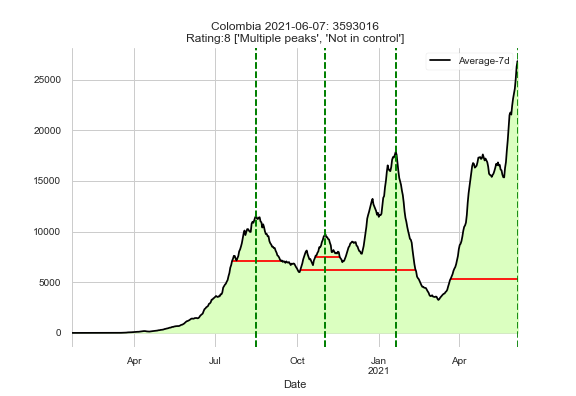 Colombia 2021-06-07: 3593016
Rating:8 ['Multiple peaks', 'Not in control']
Average-7d
25000
20000
15000
10000
5000
0
Apr
Jul
Oct
Jan
2021
Apr
Date